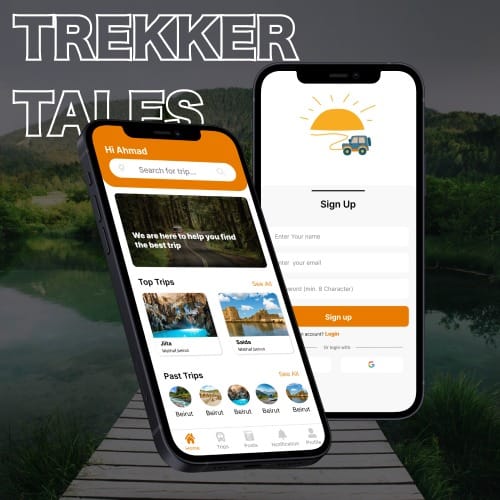 TREKKER
TALES
Hi Ahmad
Search for trip...
We are here to help you find
the best trip
Top Trips
See All
Jiita
Saida
Past Trips
See All
Beirut
Beirut
Beirut
Beirut
Beirut
Home
Trips
Posts
Notification
Profile
Sign Up
Enter Your name
Enter your email
word (min. 8 Character)
Sign up
account? Login
Or login with
G